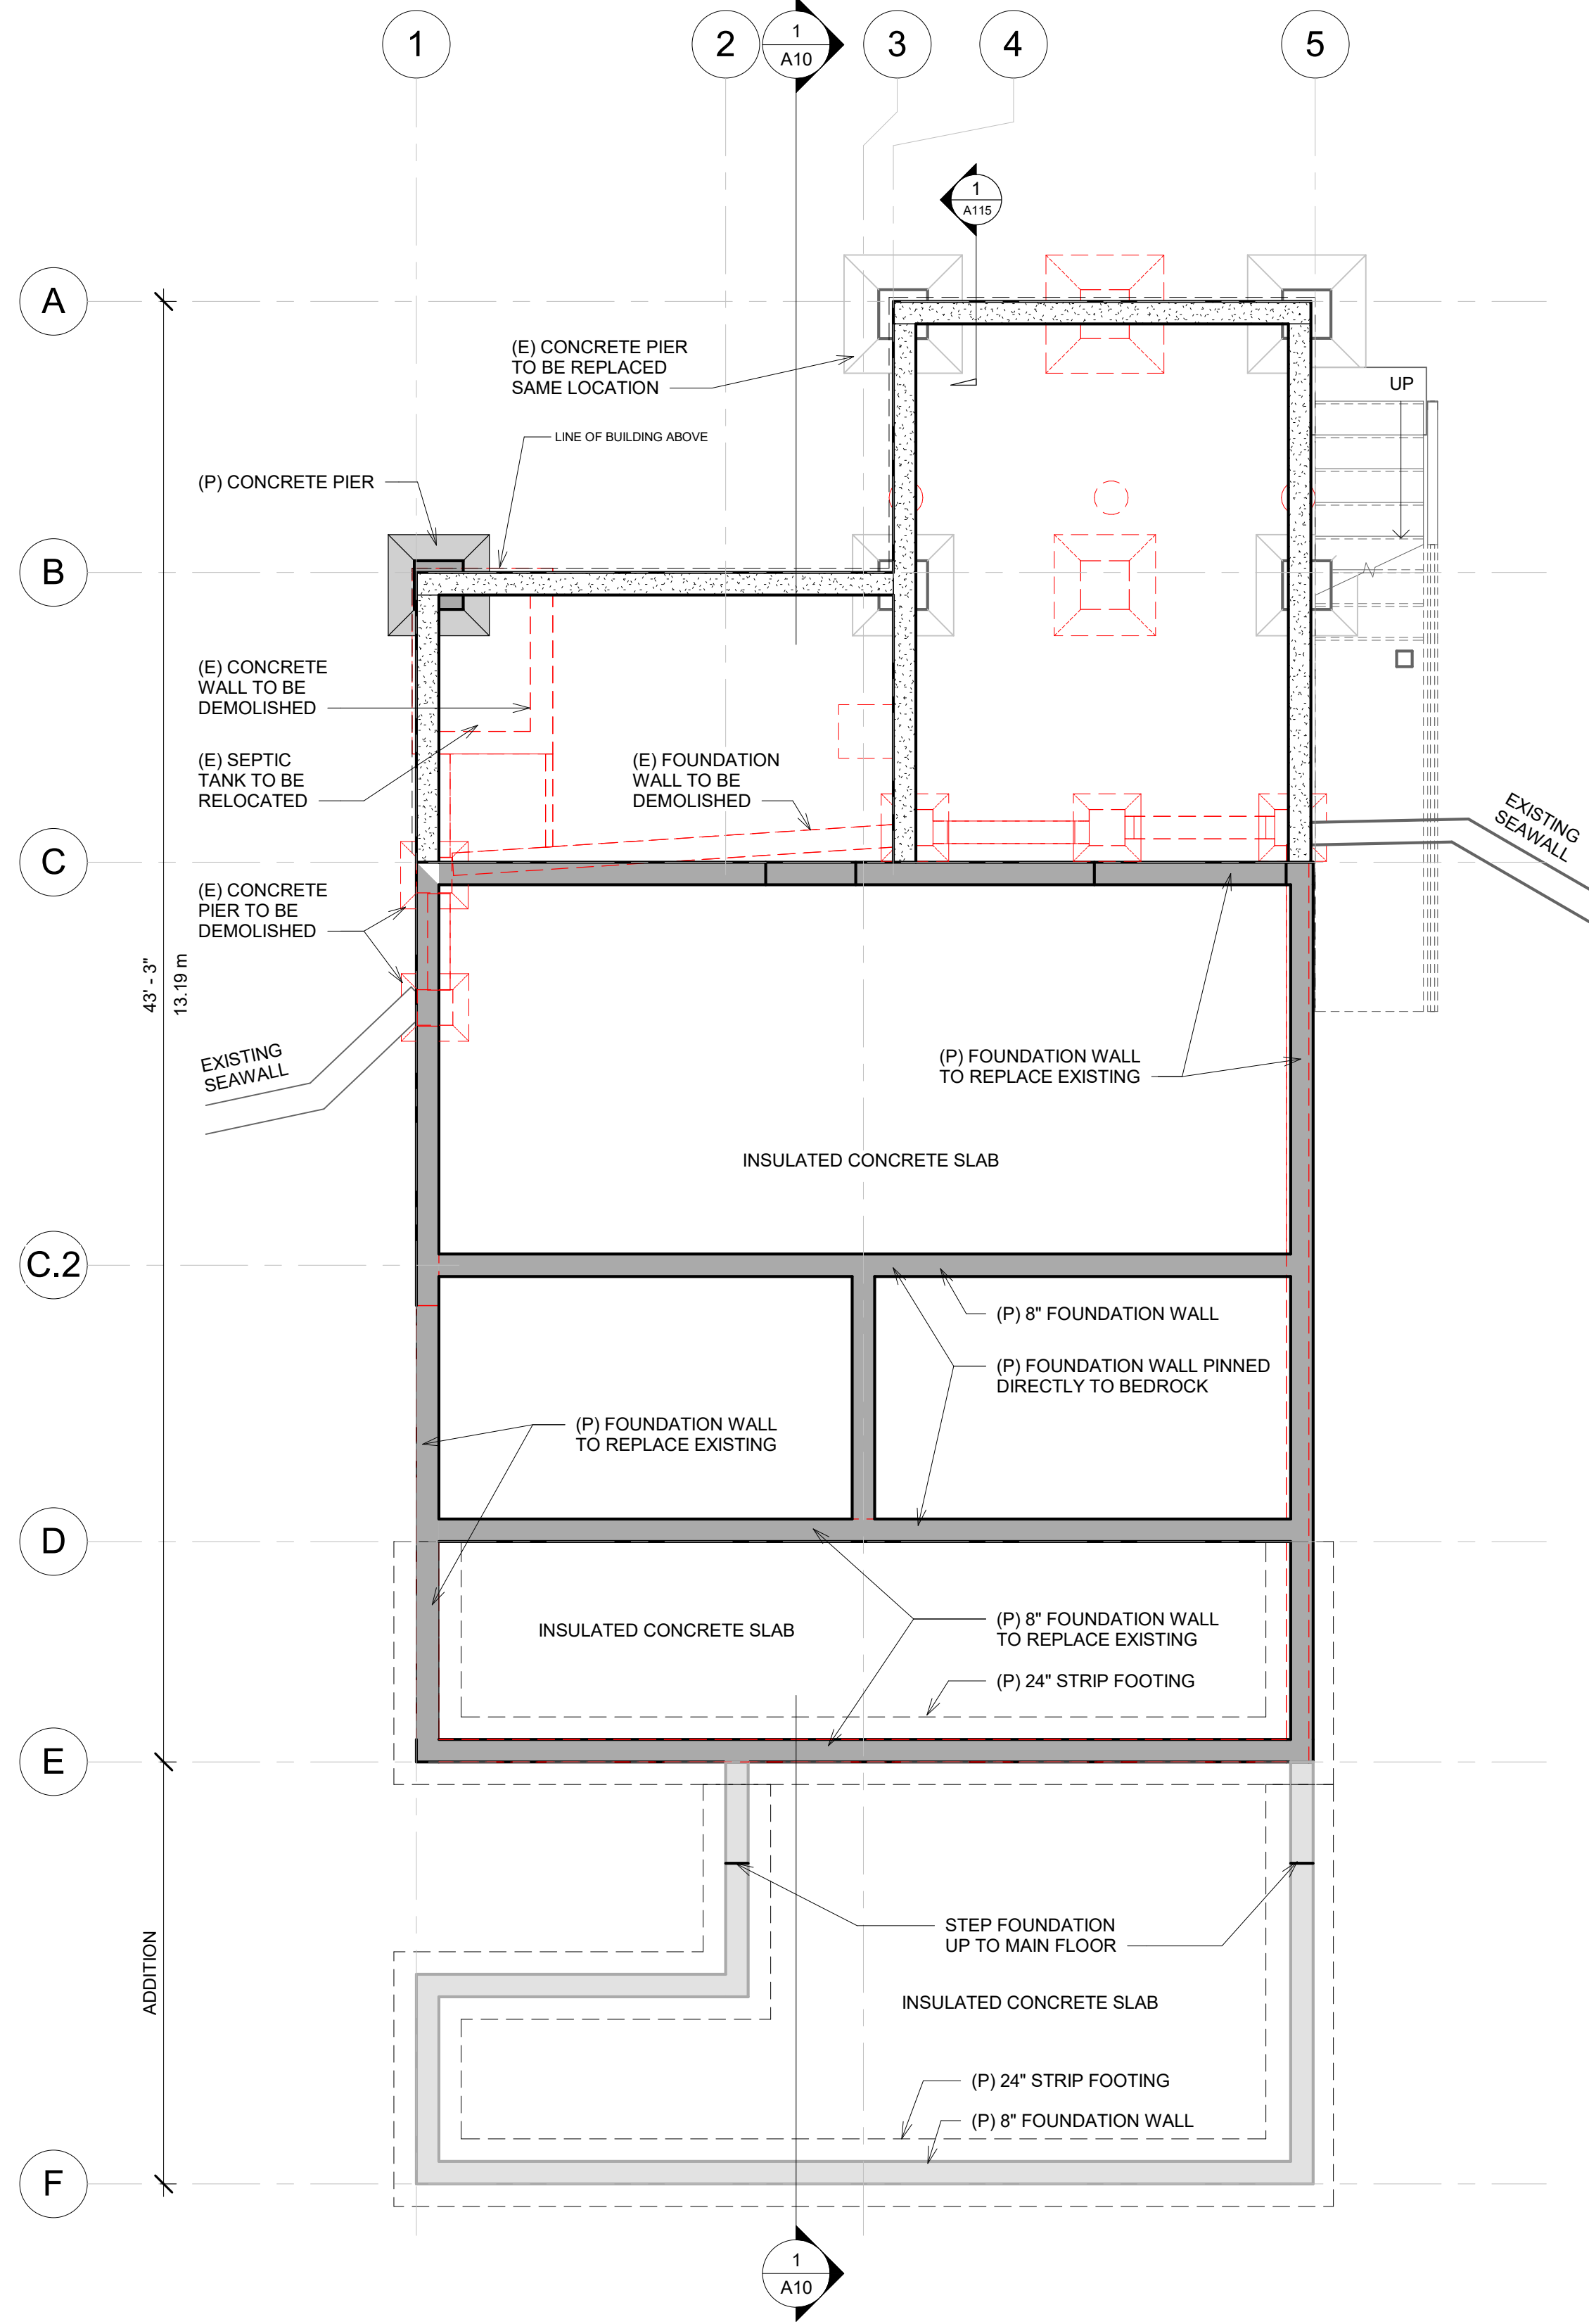 1
2
1
A10
3
4
5
1
A115
A
(E) CONCRETE PIER
TO BE REPLACED
SAME LOCATION
UP
LINE OF BUILDING ABOVE
(P) CONCRETE PIER
B
(E) CONCRETE
WALL TO BE
DEMOLISHED
(E) SEPTIC
TANK TO BE
RELOCATED
(E) FOUNDATION
WALL TO BE
DEMOLISHED
EXISTING
SEAWALL
C
(E) CONCRETE
PIER TO BE
DEMOLISHED
43' - 3"
13.19 m
EXISTING
SEAWALL
(P) FOUNDATION WALL
TO REPLACE EXISTING
INSULATED CONCRETE SLAB
C.2
(P) 8" FOUNDATION WALL
(P) FOUNDATION WALL PINNED
DIRECTLY TO BEDROCK
(P) FOUNDATION WALL
TO REPLACE EXISTING
D
INSULATED CONCRETE SLAB
(P) 8" FOUNDATION WALL
TO REPLACE EXISTING
(P) 24" STRIP FOOTING
E
STEP FOUNDATION
UP TO MAIN FLOOR
ADDITION
INSULATED CONCRETE SLAB
(P) 24" STRIP FOOTING
(P) 8" FOUNDATION WALL
F
1
A10